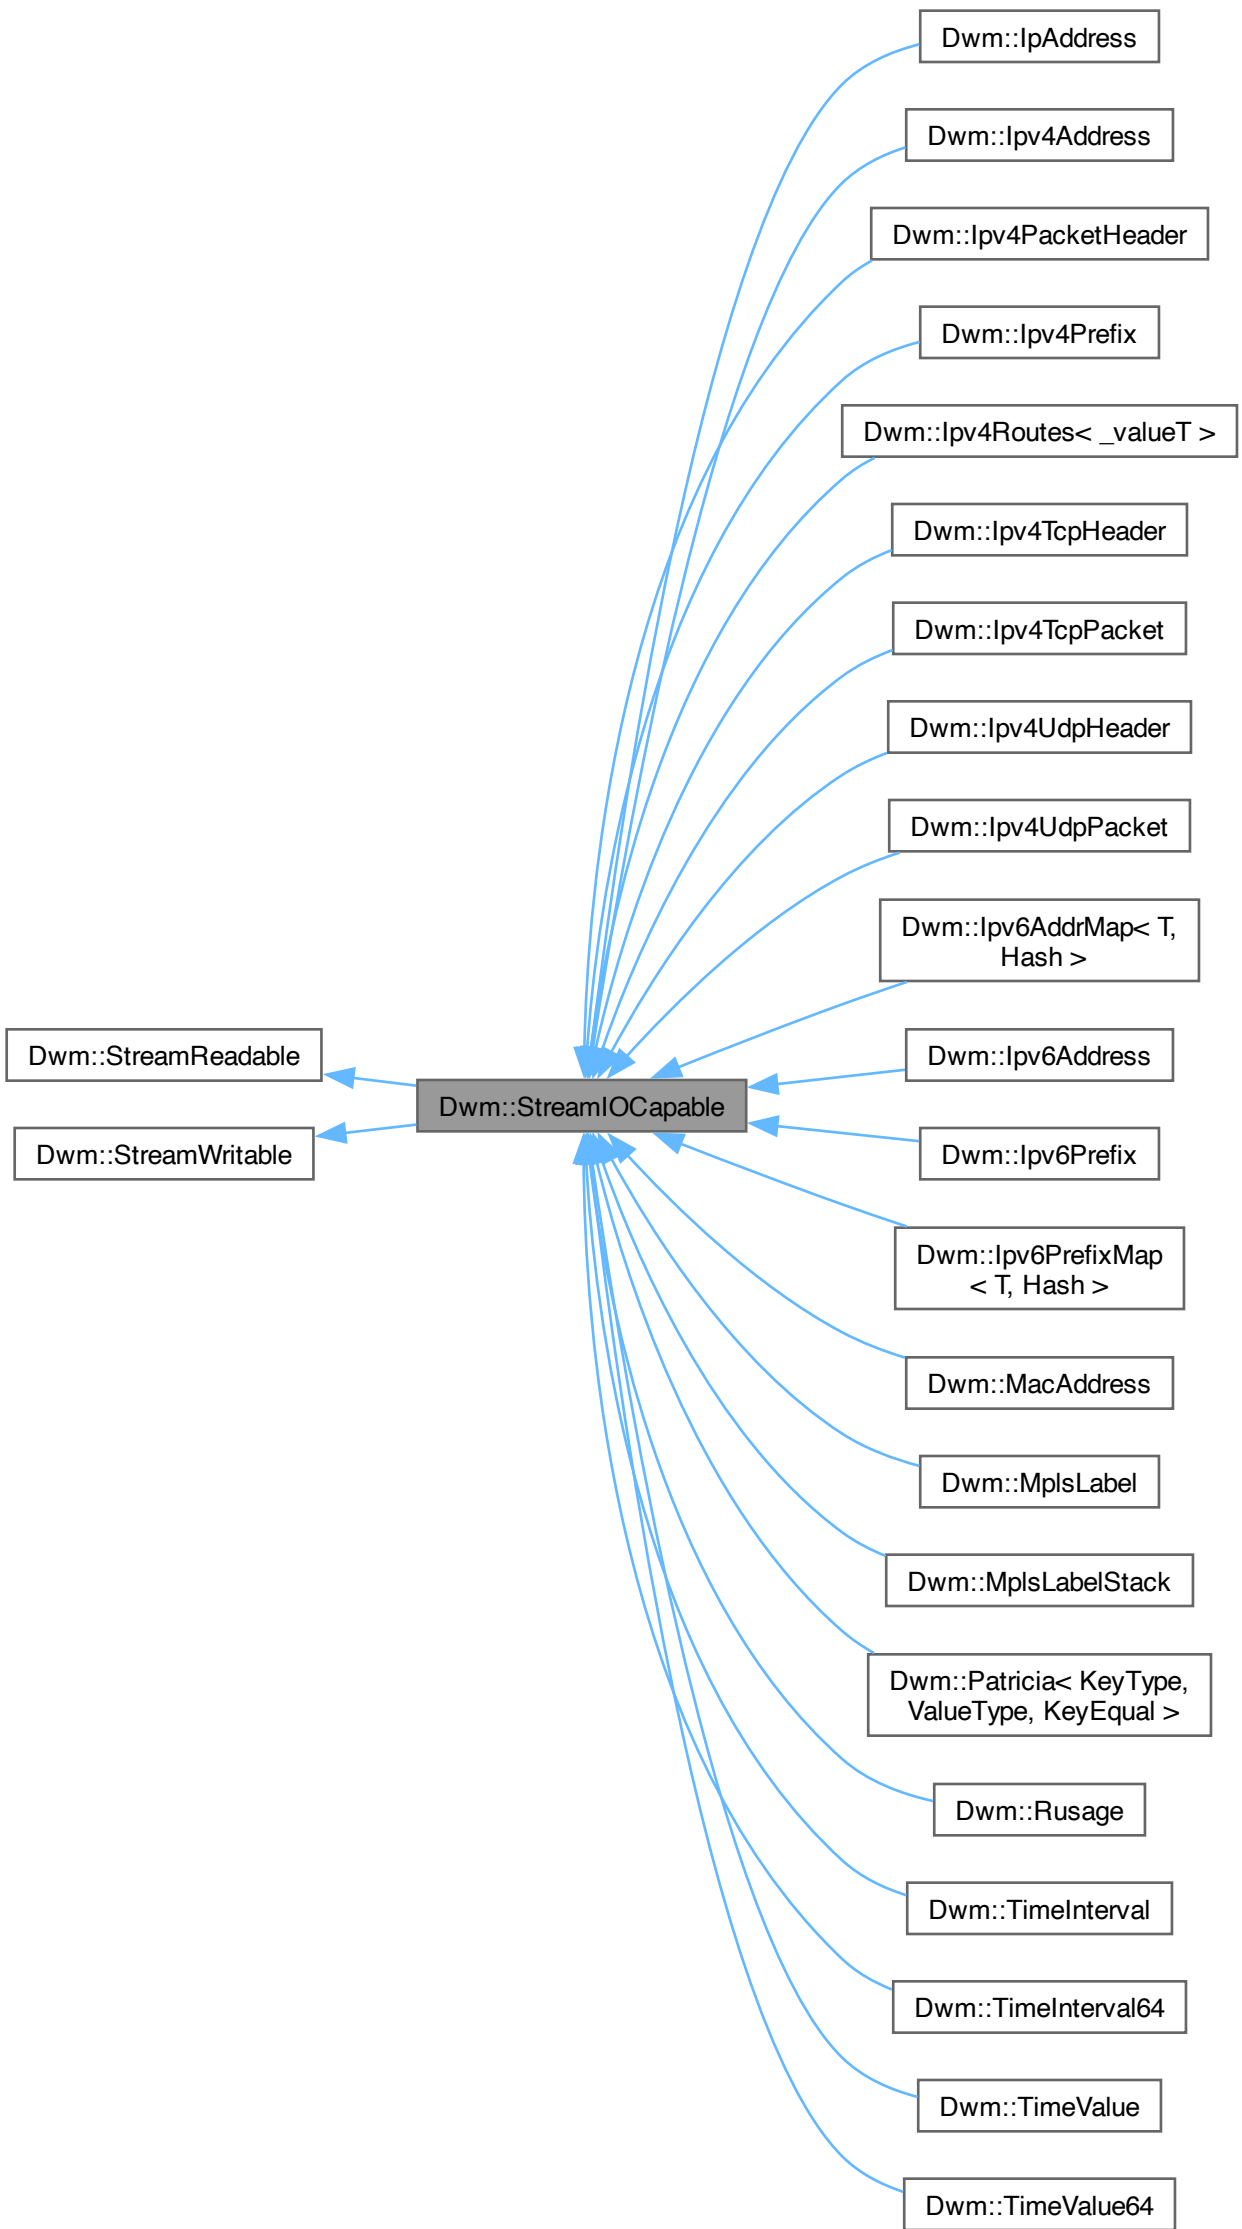 Dwm::IpAddress
Dwm::Ipv4Address
Dwm::Ipv4PacketHeader
Dwm::Ipv4Prefix
Dwm::Ipv4Routes< _valueT >
Dwm::Ipv4TcpHeader
Dwm::Ipv4TcpPacket
Dwm::Ipv4UdpHeader
Dwm::Ipv4UdpPacket
Dwm::Ipv6AddrMap< T,
Hash >
Dwm::StreamReadable
Dwm::Ipv6Address
Dwm::StreamIOCapable
Dwm::StreamWritable
Dwm::Ipv6Prefix
Dwm::Ipv6PrefixMap
< T, Hash >
Dwm::MacAddress
Dwm::MplsLabel
Dwm::MplsLabelStack
Dwm::Patricia< KeyType,
ValueType, KeyEqual >
Dwm::Rusage
Dwm::TimeInterval
Dwm::TimeInterval64
Dwm::TimeValue
Dwm::TimeValue64